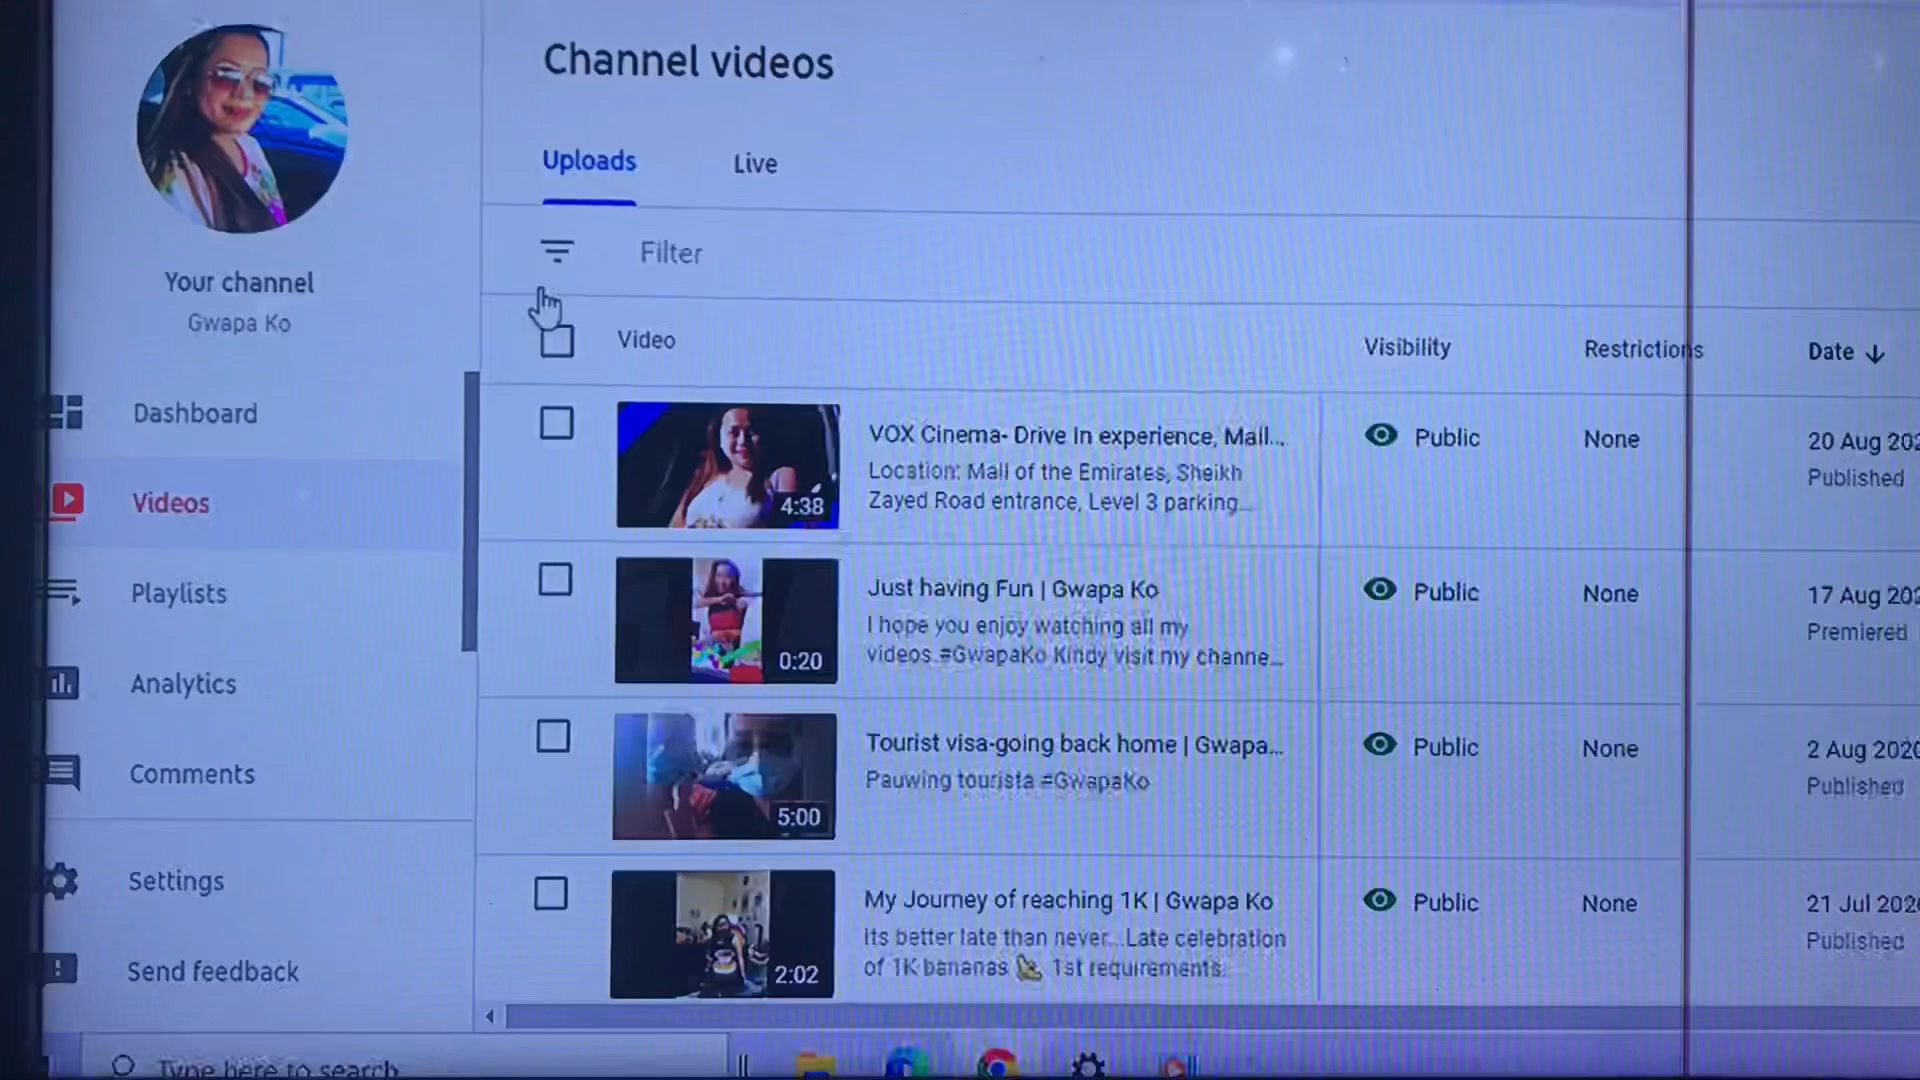 Channel videos
Uploads
Live
Filter
Your channel
Gwapa Ko
Video
Visibility
Restrictions
Date
Dashboard
Videos
Playlists
Analytics
Comments
Settings
Send feedback
4:38
VOX Cinema- Drive In experience, Mall...
Location: Mall of the Emirates, Sheikh
Zayed Road entrance, Level 3 parking...
Public
None
20 Aug 202
Published
0:20
Just having Fun | Gwapa Ko
I hope you enjoy watching all my
videos #GwapaKo Kindy visit my channe...
Public
None
17 Aug 202
Premiered
5:00
Tourist visa-going back home | Gwapa...
Pauwing tourista #GwapaKo
Public
None
2 Aug 2020
Published
2:02
My Journey of reaching 1K | Gwapa Ko
Its better late than never...Late celebration
of 1K bananas 1st requirements
Public
None
21 Jul 2020
Published
Type here to search